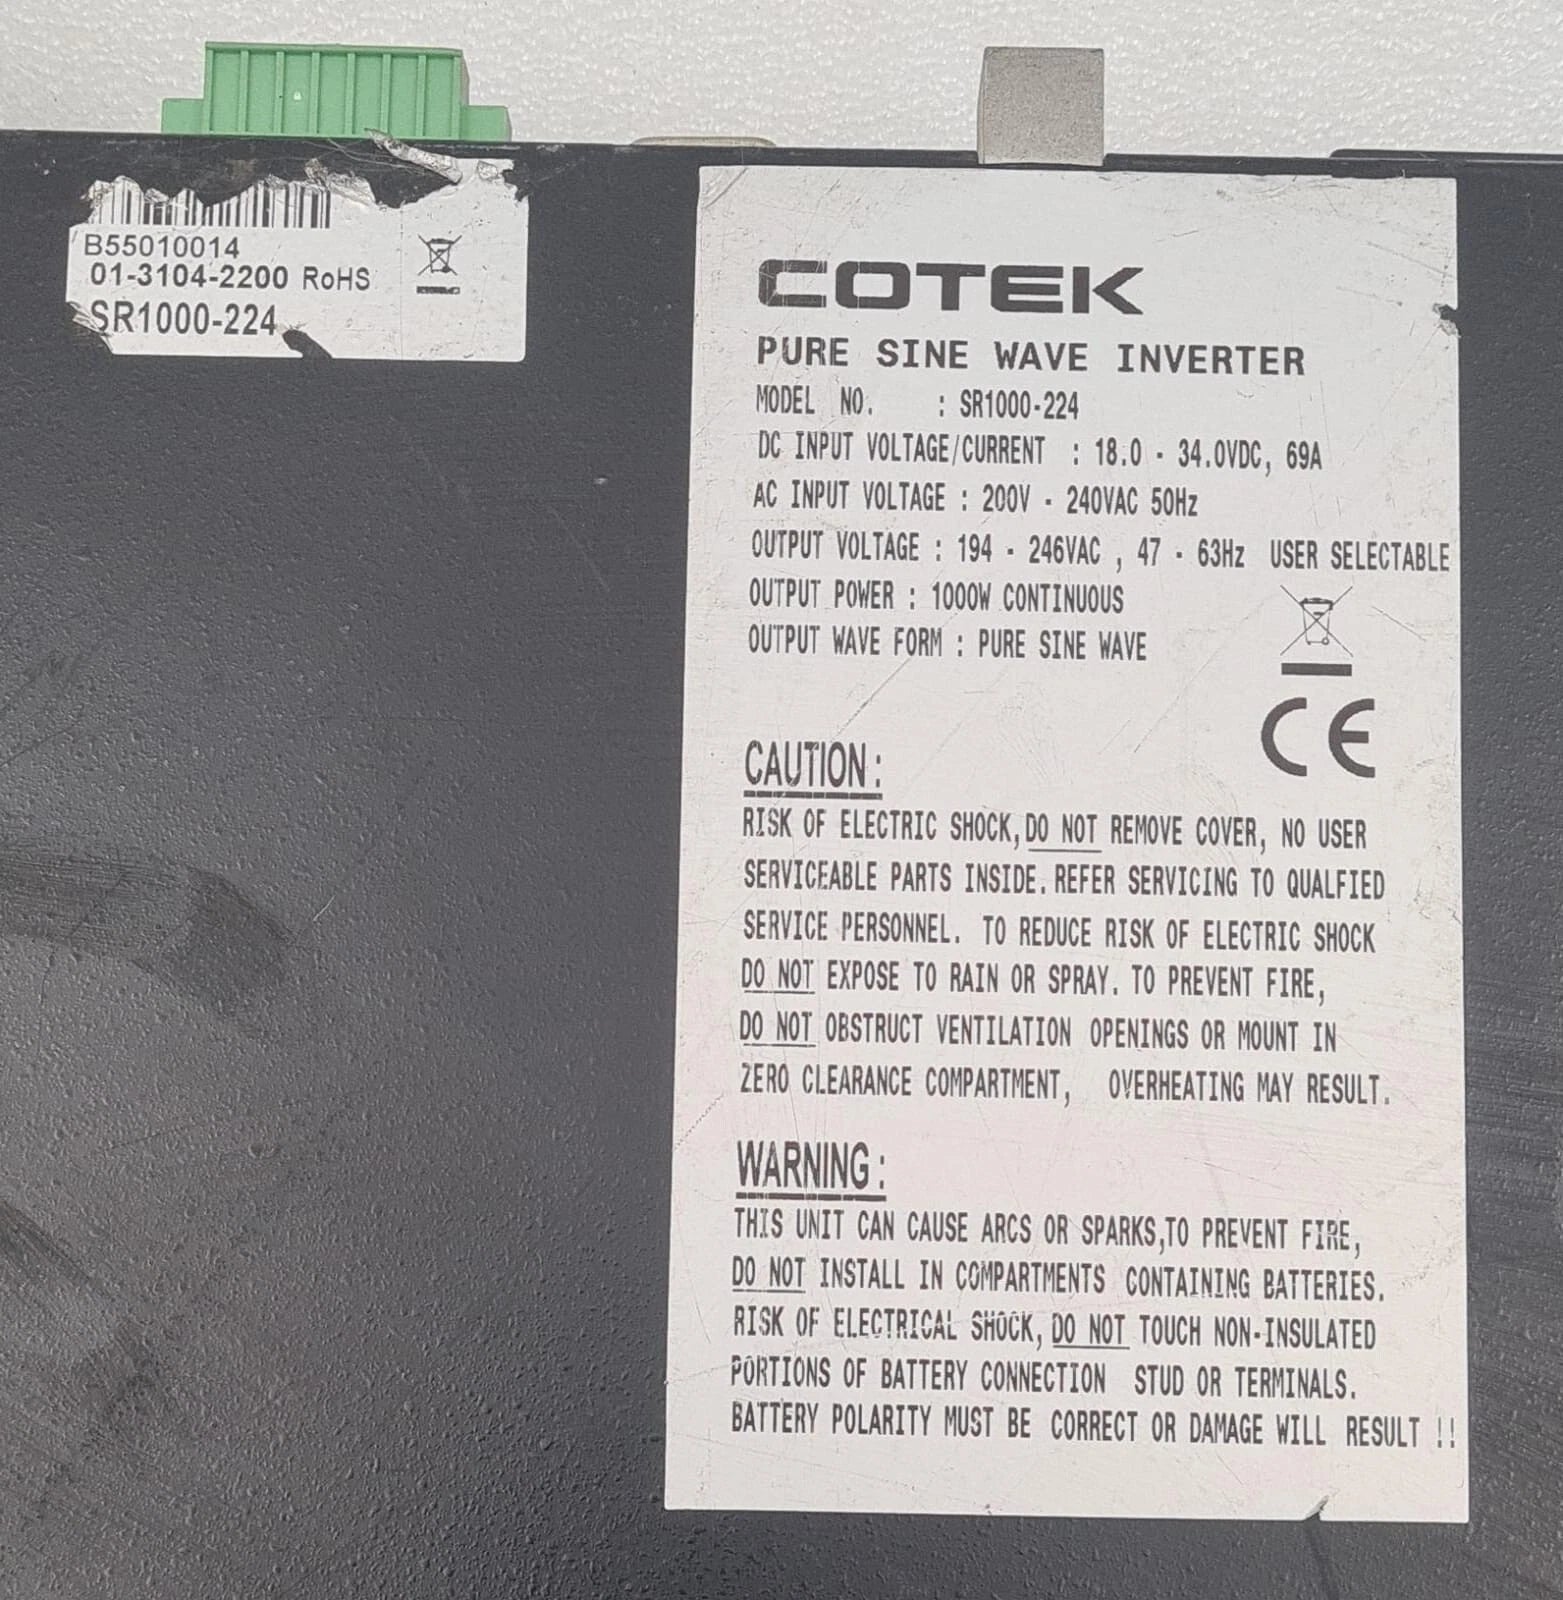 B55010014
01-3104-2200 RoHS
SR1000-224
COTEK
PURE SINE WAVE INVERTER
MODEL NO. : SR1000-224
DC INPUT VOLTAGE/CURRENT : 18.0 - 34.0VDC, 69A
AC INPUT VOLTAGE : 200V - 240VAC 50Hz
OUTPUT VOLTAGE : 194 - 246VAC , 47 - 63Hz USER SELECTABLE
OUTPUT POWER : 1000W CONTINUOUS
OUTPUT WAVE FORM : PURE SINE WAVE
CE
CAUTION :
RISK OF ELECTRIC SHOCK, DO NOT REMOVE COVER, NO USER
SERVICEABLE PARTS INSIDE. REFER SERVICING TO QUALFIED
SERVICE PERSONNEL. TO REDUCE RISK OF ELECTRIC SHOCK
DO NOT EXPOSE TO RAIN OR SPRAY. TO PREVENT FIRE,
DO NOT OBSTRUCT VENTILATION OPENINGS OR MOUNT IN
ZERO CLEARANCE COMPARTMENT, OVERHEATING MAY RESULT.
WARNING :
THIS UNIT CAN CAUSE ARCS OR SPARKS,TO PREVENT FIRE,
DO NOT INSTALL IN COMPARTMENTS CONTAINING BATTERIES.
RISK OF ELECTRICAL SHOCK, DO NOT TOUCH NON-INSULATED
PORTIONS OF BATTERY CONNECTION STUD OR TERMINALS.
BATTERY POLARITY MUST BE CORRECT OR DAMAGE WILL RESULT !!